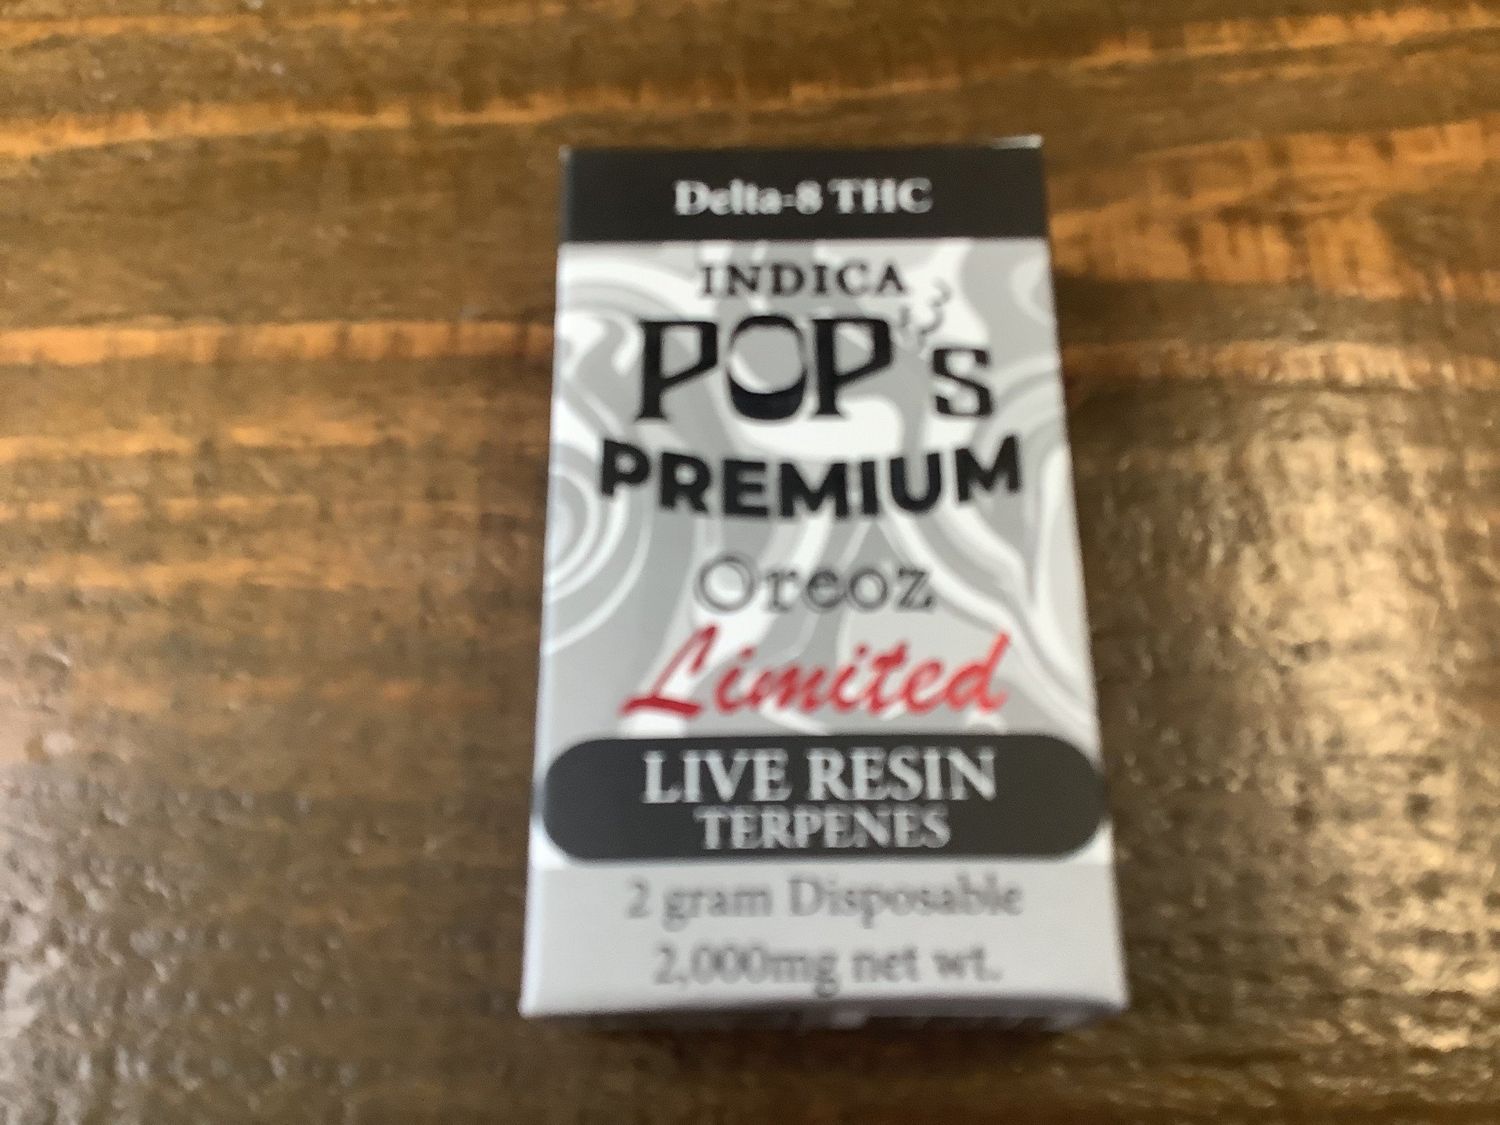 Delta-8 THC
INDICA
POP's
PREMIUM
Oreoz
Limited
LIVE RESIN
TERPENES
2 gram Disposable
2,000mg net wt.